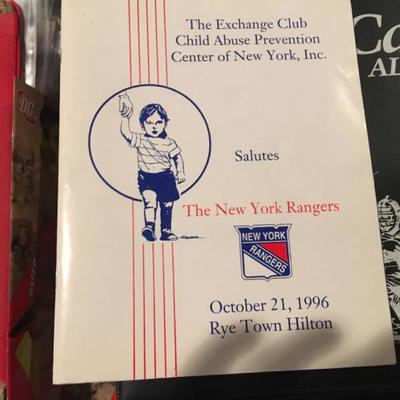 The Exchange Club
Child Abuse Prevention
Center of New York, Inc.
Salutes
The New York Rangers
NEW YORK
RANGERS
October 21, 1996
Rye Town Hilton